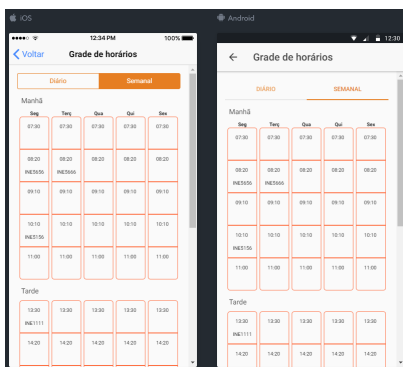 iOS
12:34 PM 100%
Voltar Grade de horários
Diário Semanal
Manhã
Seg Terç Qua Qui Sex
07:30 07:30 07:30 07:30 07:30
08:20 08:20 08:20 08:20 08:20
INE5656 INE5666
09:10 09:10 09:10 09:10 09:10
10:10 10:10 10:10 10:10 10:10
INE5156
11:00 11:00 11:00 11:00 11:00
Tarde
13:30 13:30 13:30 13:30 13:30
INE1111
14:20 14:20 14:20 14:20 14:20
Android
12:30
Grade de horários
DIÁRIO SEMANAL
Manhã
Seg Terç Qua Qui Sex
07:30 07:30 07:30 07:30 07:30
08:20 08:20 08:20 08:20 08:20
INE5656 INE5666
09:10 09:10 09:10 09:10 09:10
10:10 10:10 10:10 10:10 10:10
INE5156
11:00 11:00 11:00 11:00 11:00
Tarde
13:30 13:30 13:30 13:30 13:30
INE1111
14:20 14:20 14:20 14:20 14:20